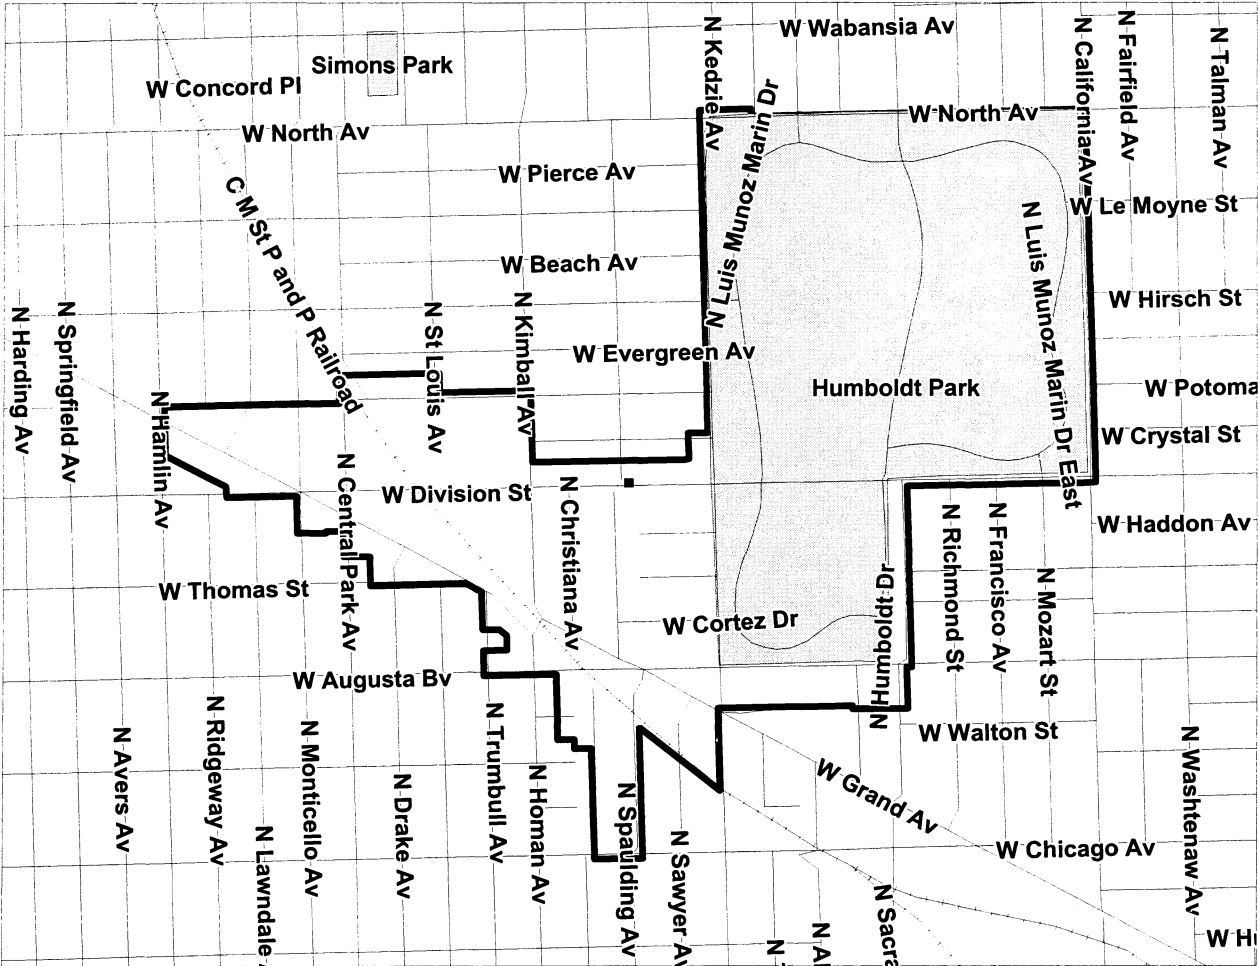 N Kedzie Av
W Wabansia Av
N California Av
N Fairfield Av
N Talman Av
Simons Park
W Concord Pl
W North Av
N Luis Munoz Marin Dr
W North Av
W Pierce Av
C M St P and P Railroad
W Le Moyne St
N Luis Munoz Marin Dr East
W Beach Av
W Hirsch St
N Harding Av
N Springfield Av
N St Louis Av
N Kimball Av
W Evergreen Av
Humboldt Park
W Potoma
N Hamlin Av
W Crystal St
N Central Park Av
W Division St
N Christiana Av
N Richmond St
N Francisco Av
W Haddon Av
W Thomas St
N Humboldt Dr
N Mozart St
W Cortez Dr
W Augusta Bv
N Avers Av
N Ridgeway Av
N Monticello Av
N Trumbull Av
W Walton St
N Washtenaw Av
N Lawndale
N Drake Av
N Homan Av
N Spaulding Av
W Grand Av
N Sawyer Av
W Chicago Av
N Sacra
N Al
N
W H